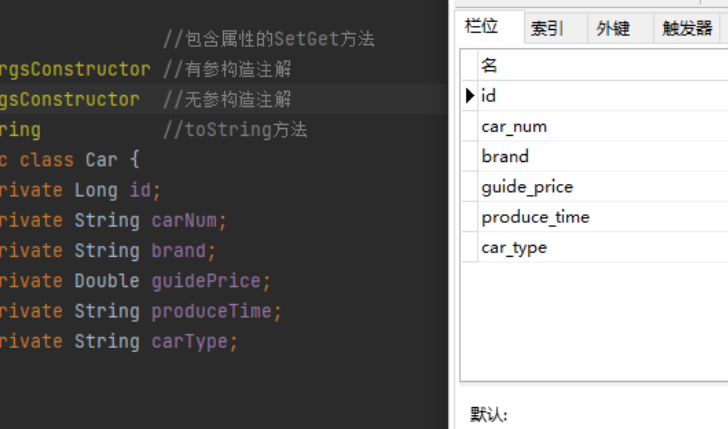 //包含属性的SetGet方法
rgsConstructor //有参构造注解
gsConstructor //无参构造注解
ring //toString方法
c class Car {
rivate Long id;
rivate String carNum;
rivate String brand;
rivate Double guidePrice;
rivate String produceTime;
rivate String carType;
栏位 索引 外键 触发器
名
id
car_num
brand
guide_price
produce_time
car_type
默认: